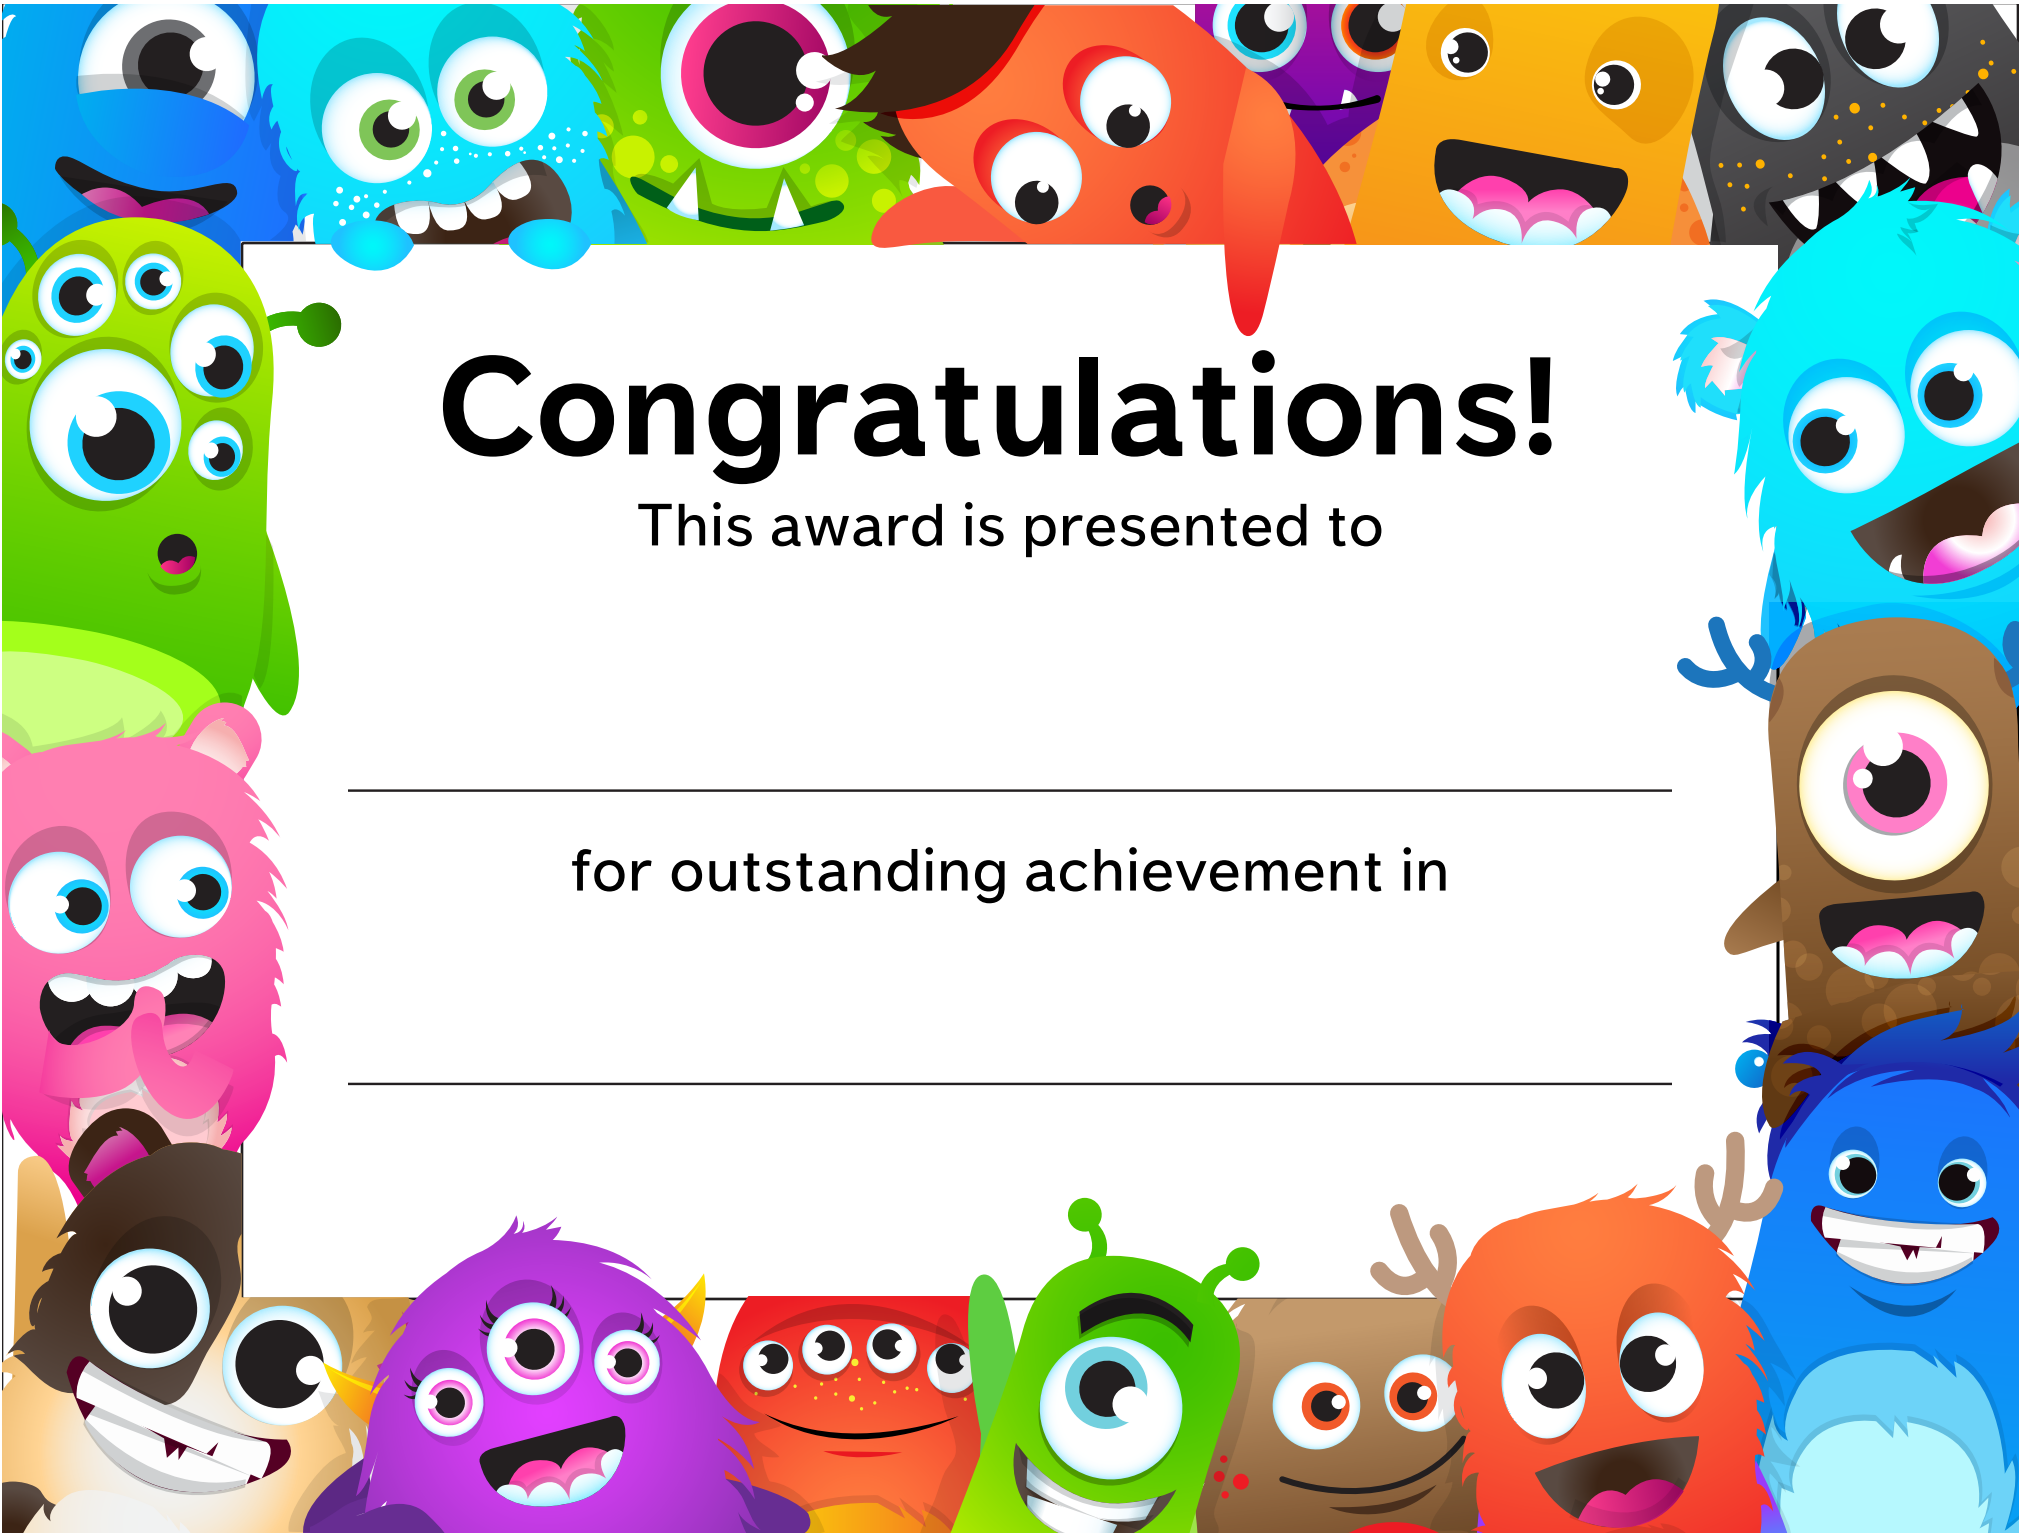 Congratulations!
This award is presented to
for outstanding achievement in